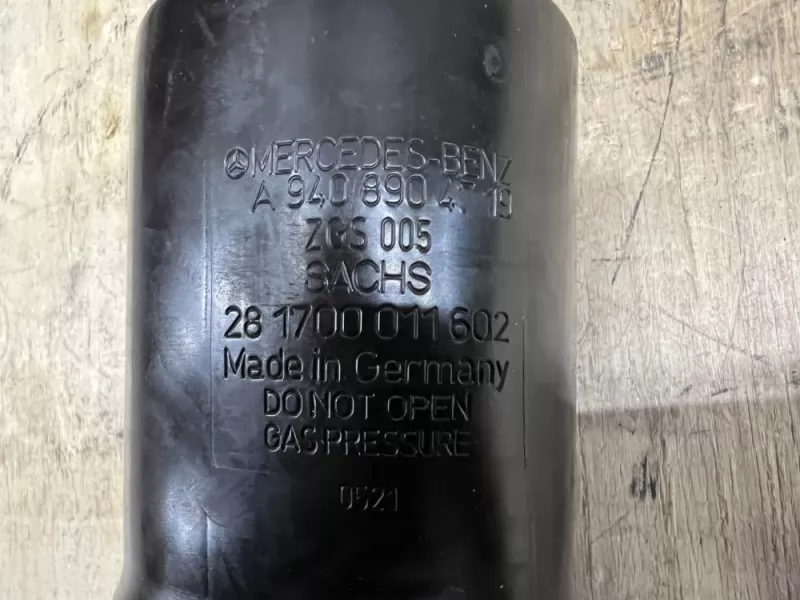 MERCEDES-BENZ
A 940 890 19
ZGS 005
SACHS
28 1700 011 602
Made in Germany
DO NOT OPEN
GAS PRESSURE
0521